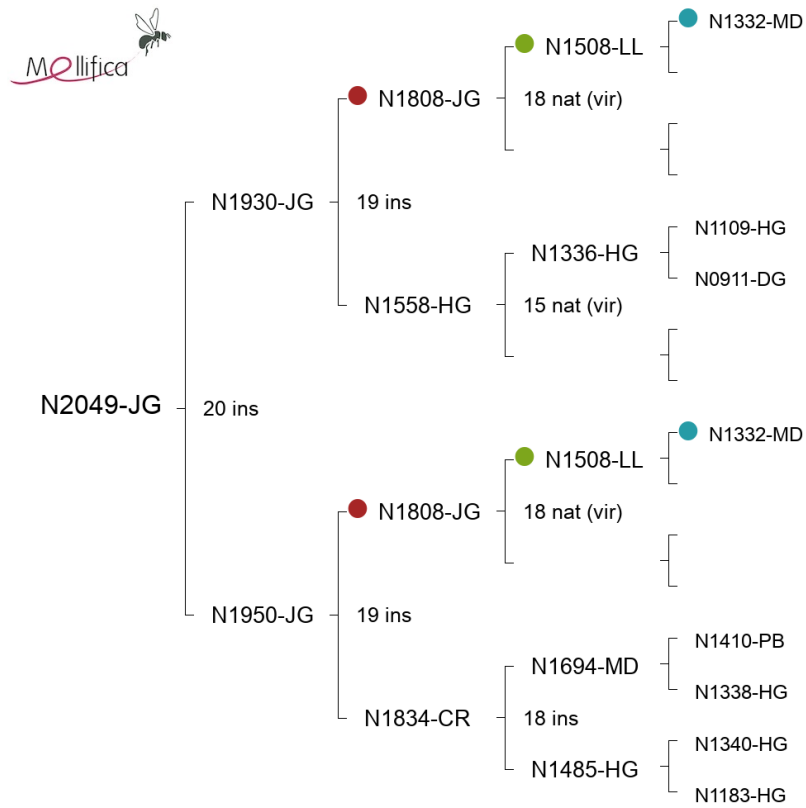 Mellifica
N1332-MD
N1508-LL
N1808-JG
18 nat (vir)
N1930-JG
19 ins
N1109-HG
N1336-HG
N0911-DG
N1558-HG
15 nat (vir)
N2049-JG
20 ins
N1332-MD
N1508-LL
N1808-JG
18 nat (vir)
N1950-JG
19 ins
N1410-PB
N1694-MD
N1338-HG
N1834-CR
18 ins
N1340-HG
N1485-HG
N1183-HG